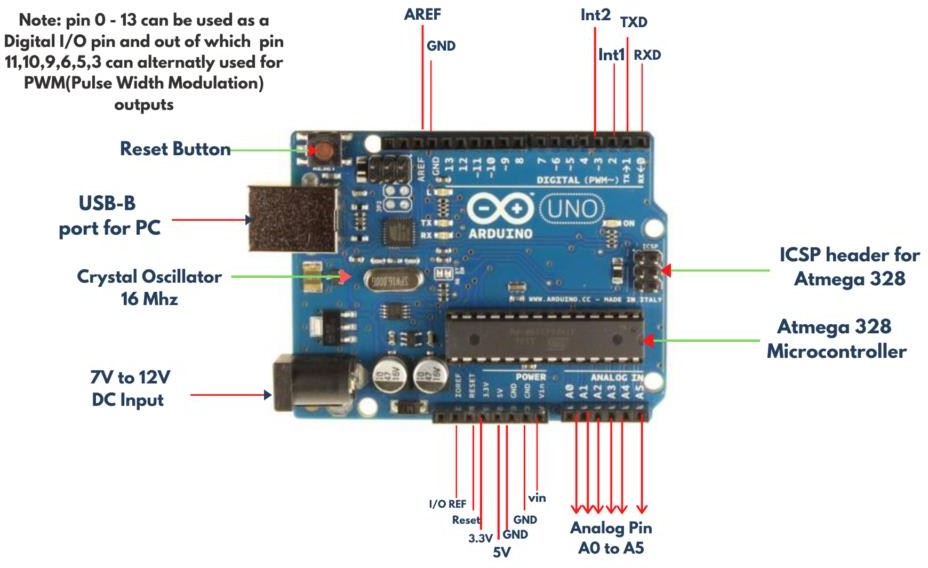 Note: pin 0 - 13 can be used as a
Digital I/O pin and out of which pin
11,10,9,6,5,3 can alternatly used for
PWM(Pulse Width Modulation)
outputs
AREF
GND
Int2
TXD
Int1
RXD
Reset Button
USB-B
port for PC
Crystal Oscillator
16 Mhz
7V to 12V
DC Input
ICSP header for
Atmega 328
Atmega 328
Microcontroller
AREF
GND
13
12
~11
~10
~9
8
7
~6
~5
4
~3
2
TX→1
RX←0
DIGITAL (PWM~)
L
TX
RX
ARDUINO
UNO
ON
ICSP
WWW.ARDUINO.CC - MADE IN ITALY
POWER
ANALOG IN
IOREF
RESET
3.3V
5V
GND
GND
Vin
A0
A1
A2
A3
A4
A5
47
16V
47
16V
I/O REF
Reset
3.3V
5V
GND
GND
vin
Analog Pin
A0 to A5